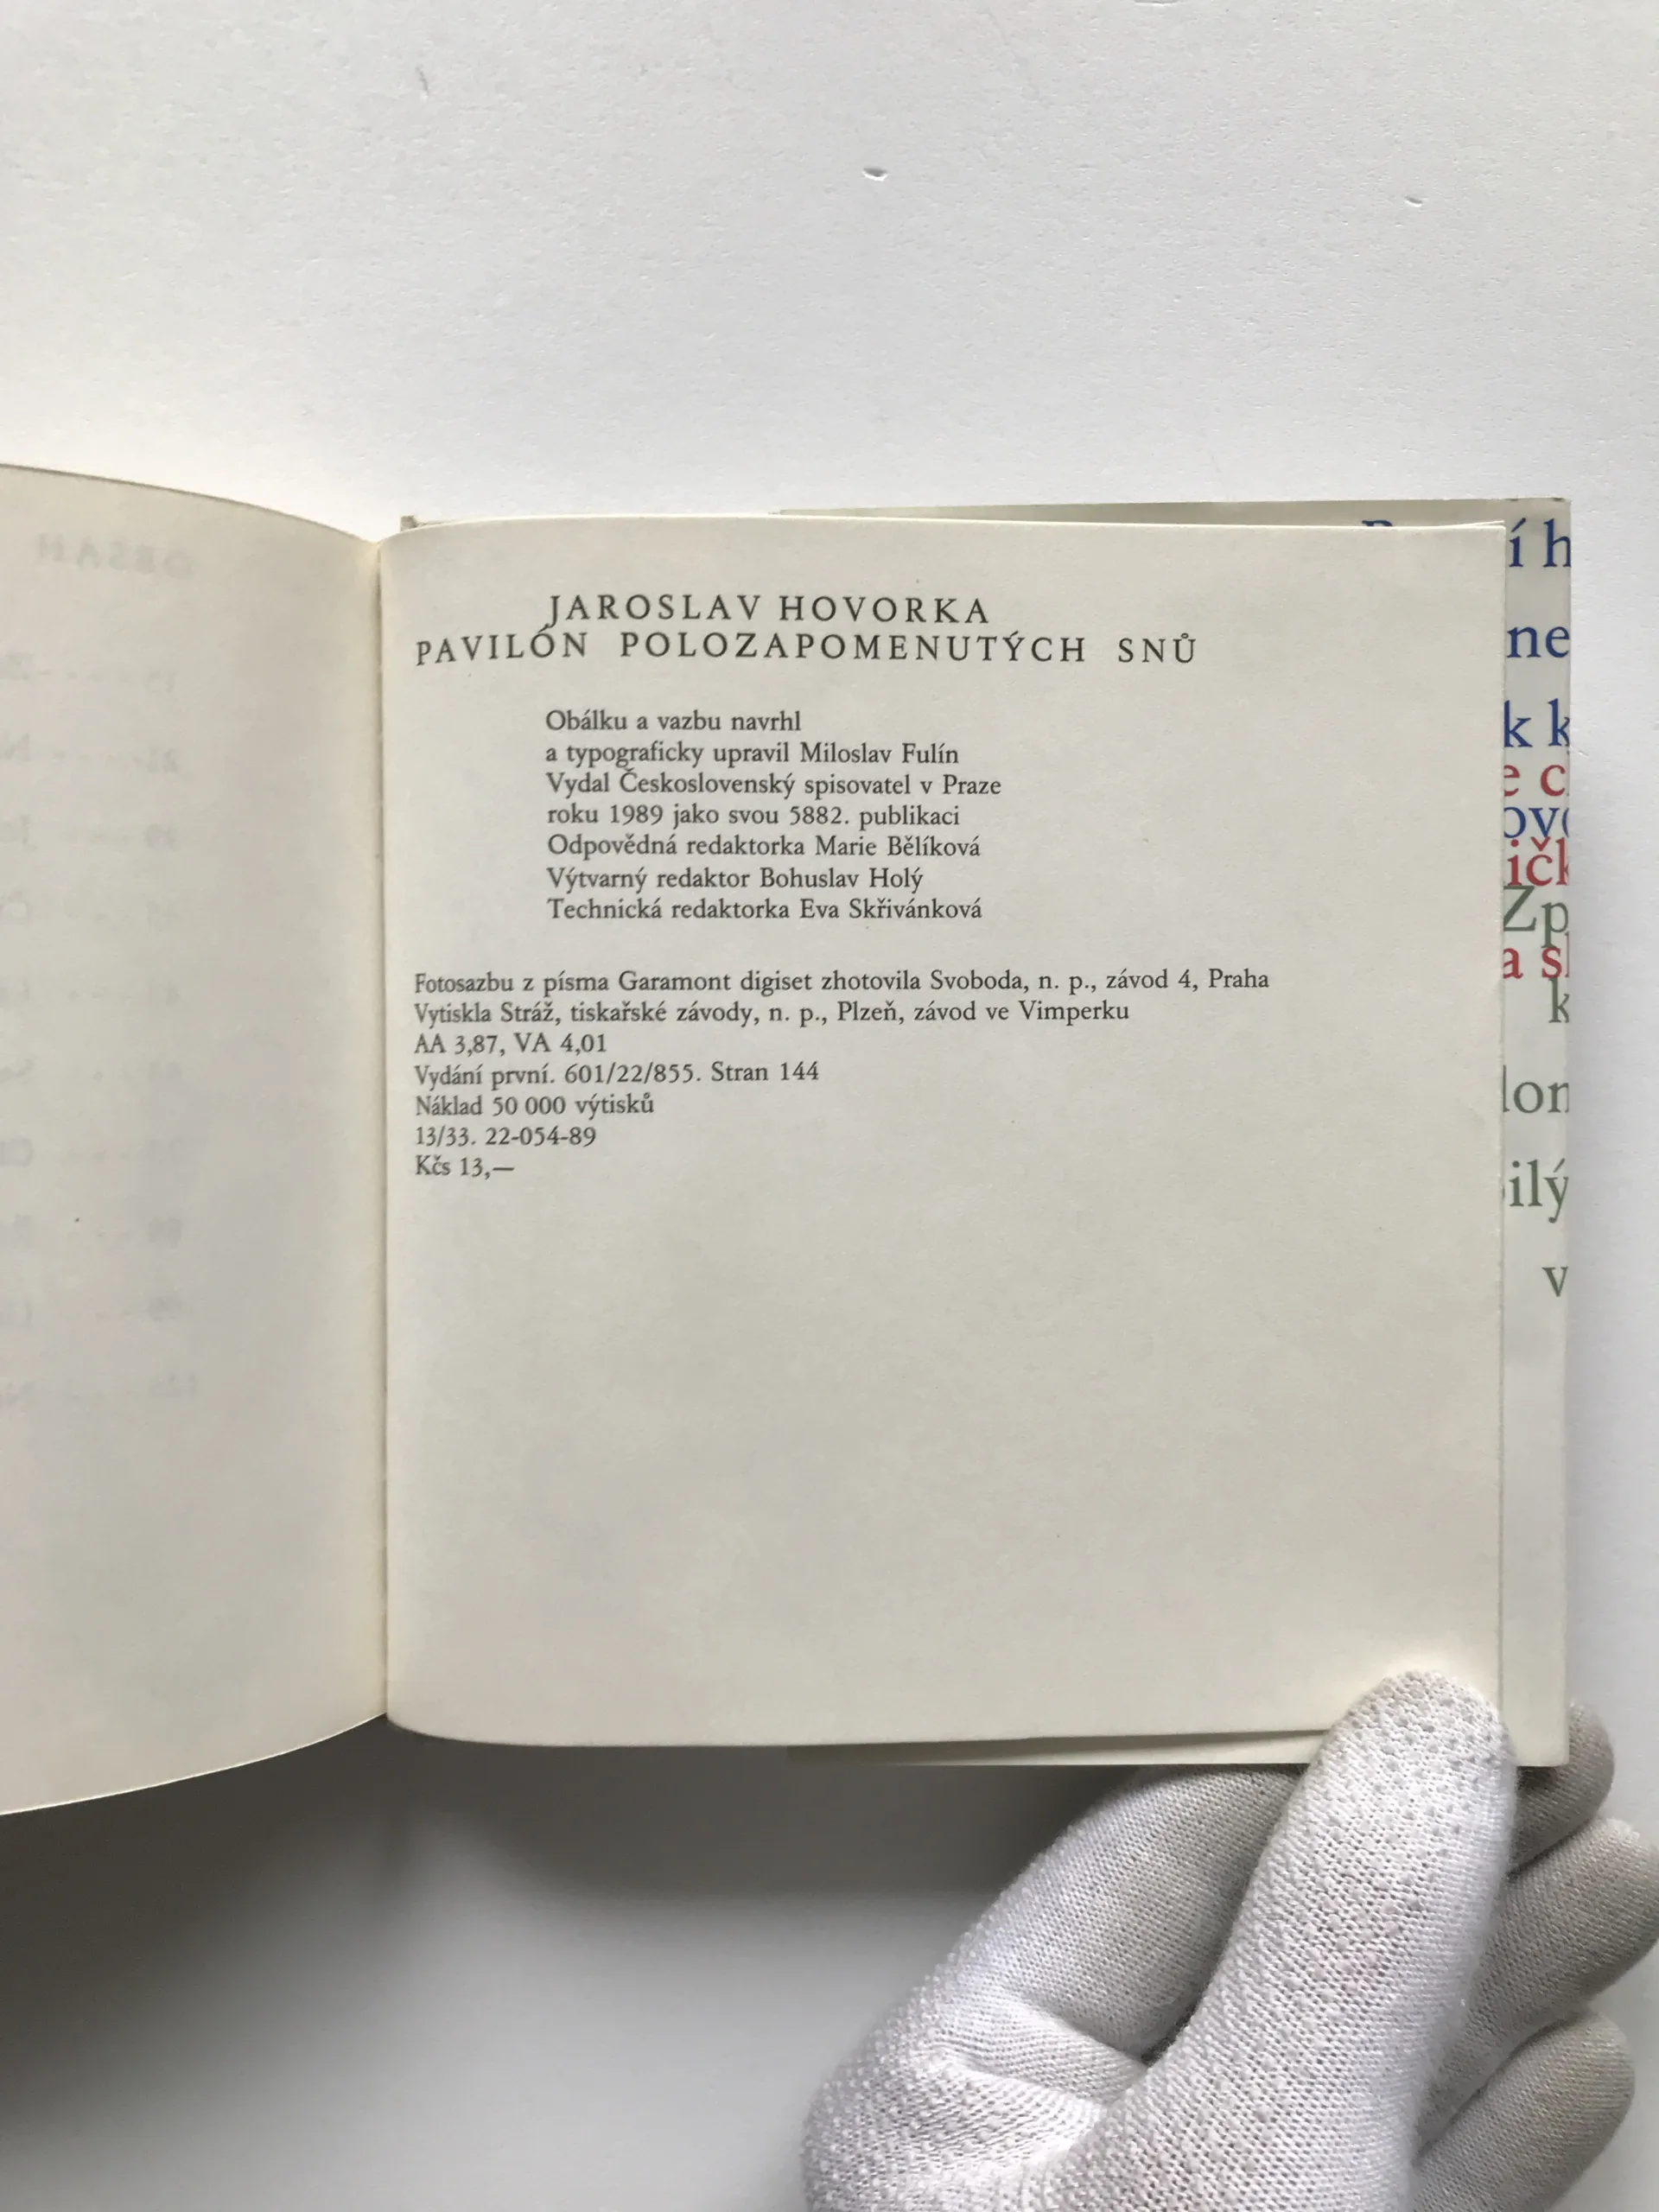 JAROSLAV HOVORKA
PAVILÓN POLOZAPOMENUTÝCH SNŮ
Obálku a vazbu navrhl
a typograficky upravil Miloslav Fulín
Vydal Československý spisovatel v Praze
roku 1989 jako svou 5882. publikaci
Odpovědná redaktorka Marie Bělíková
Výtvarný redaktor Bohuslav Holý
Technická redaktorka Eva Skřivánková
Fotosazbu z písma Garamont digiset zhotovila Svoboda, n. p., závod 4, Praha
Vytiskla Stráž, tiskařské závody, n. p., Plzeň, závod ve Vimperku
AA 3,87, VA 4,01
Vydání první. 601/22/855. Stran 144
Náklad 50 000 výtisků
13/33. 22-054-89
Kčs 13,—